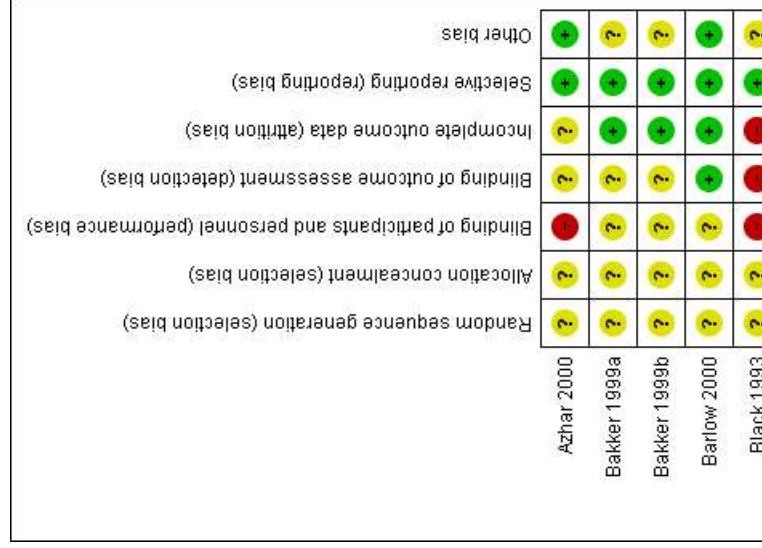 Other bias + ? ? + ?
Selective reporting (reporting bias) + + + + +
Incomplete outcome data (attrition bias) ? + + + -
Blinding of outcome assessment (detection bias) ? ? ? + -
Blinding of participants and personnel (performance bias) - ? ? ? -
Allocation concealment (selection bias) ? ? ? ? ?
Random sequence generation (selection bias) ? ? ? ? ?
Azhar 2000
Bakker 1999a
Bakker 1999b
Barlow 2000
Black 1993